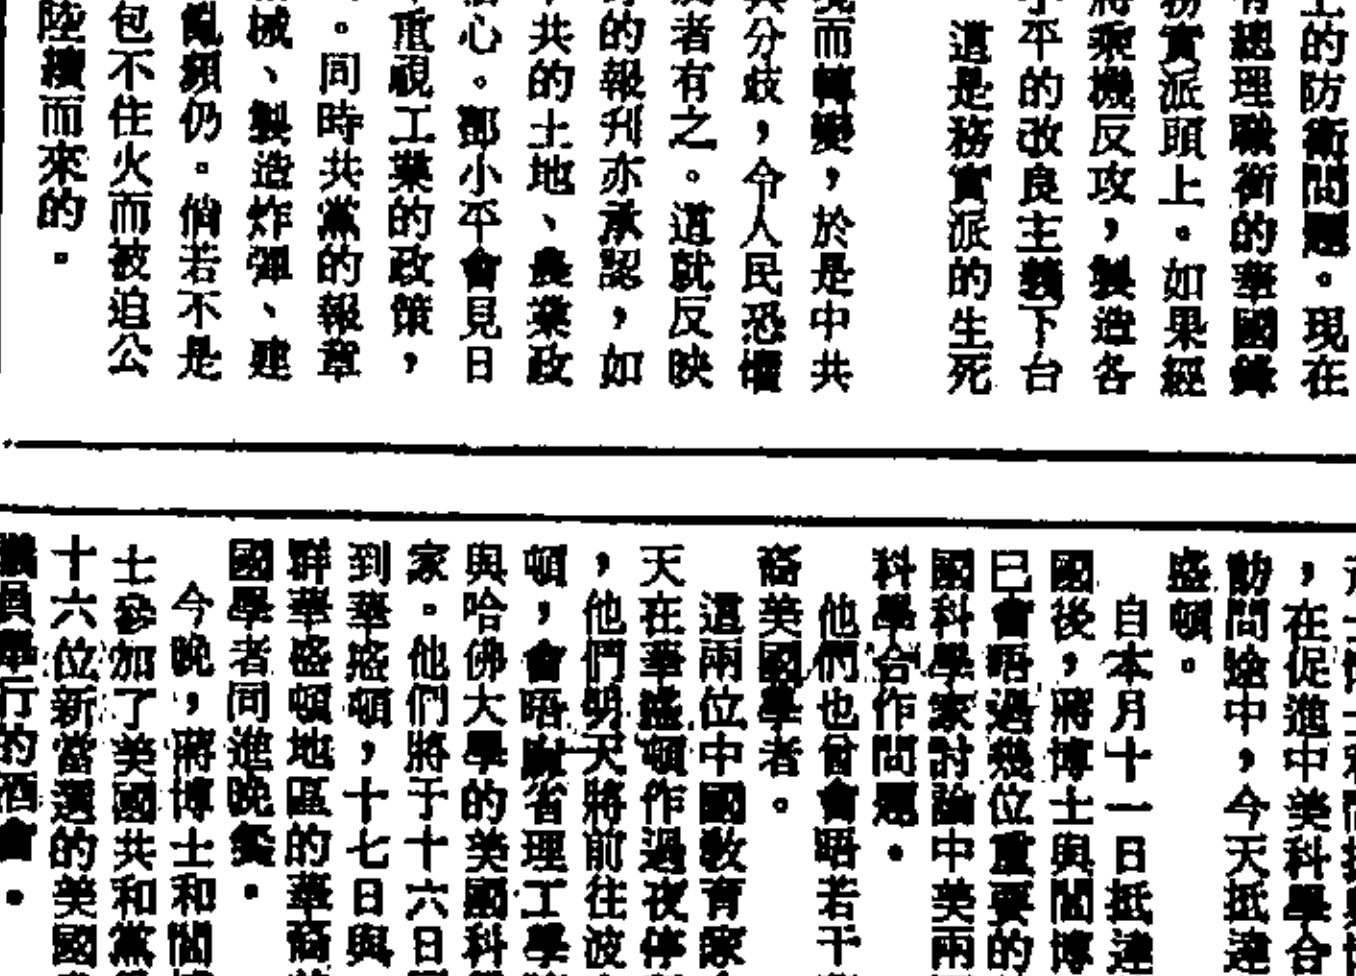 上的防衛問題。現在
有總理職銜的華國鋒
務實派頭上。如果經
將乘機反攻,製造各
小平的改良主義下台
這是務實派的生死
境而轉變,於是中共
與分歧,令人民恐懼
者有之。這就反映
的報刊亦承認,如
中共的土地、農業政
信心。鄧小平會見日
重視工業的政策,
。同時共黨的報章
械、製造炸彈、建
亂頻仍。倘若不是
包不住火而被迫公
陸續而來的。
,在促進中美科學合
訪問途中,今天抵達
盛頓。
自本月十一日抵達
國後,蔣博士與閻博
已會晤過幾位重要的
國科學家討論中美兩
科學合作問題。
他們也曾會晤若干
裔美國學者。
這兩位中國教育家
天在華盛頓作過夜停
,他們明天將前往波
頓,會晤麻省理工學
與哈佛大學的美國科
家。他們將于十六日
到華盛頓,十七日與
群華盛頓地區的華裔
國學者同進晚餐。
今晚,蔣博士和閻
士參加了美國共和黨
十六位新當選的美國
議員舉行的酒會。